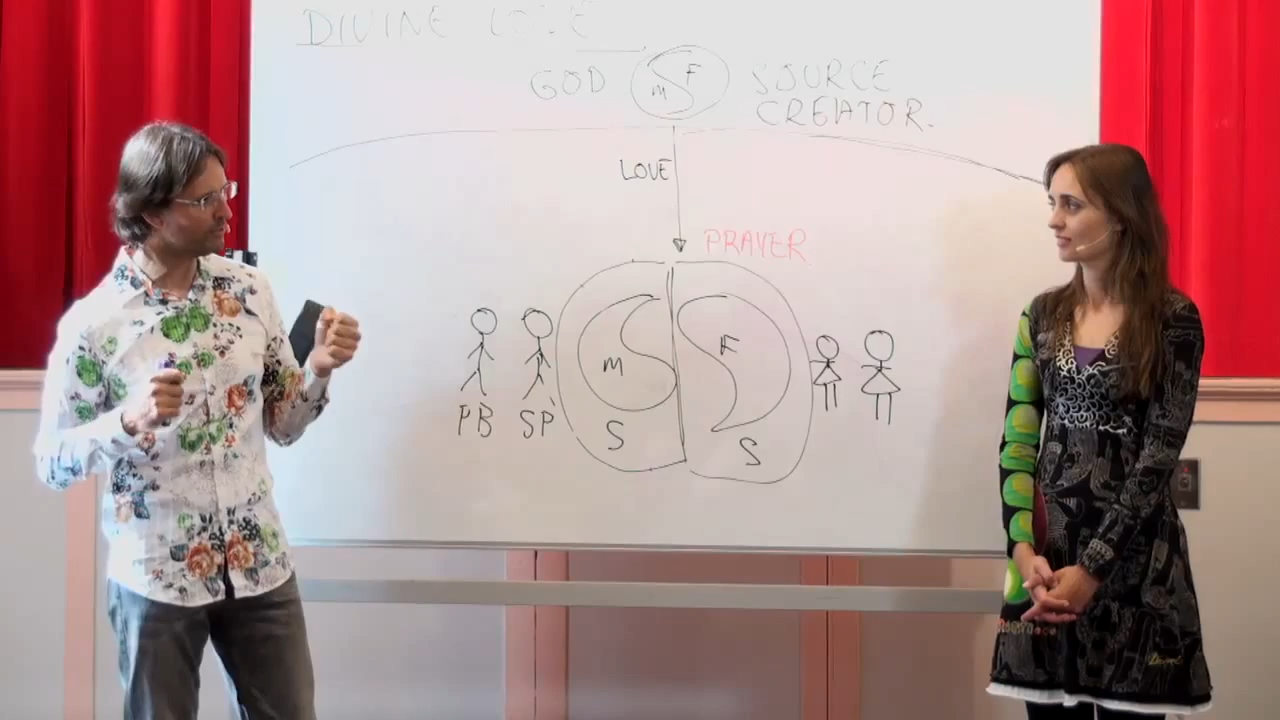 DIVINE LOVE
GOD M F SOURCE
CREATOR.
LOVE
PRAYER
M F
PB SP S S